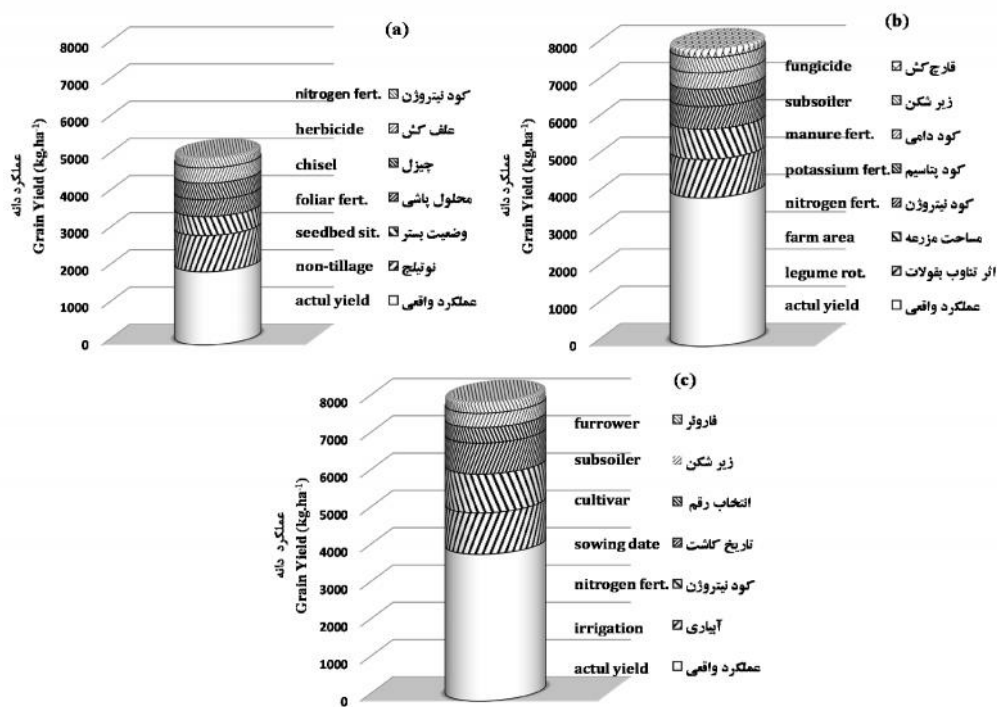 (a)
8000
7000
6000
5000
4000
3000
2000
1000
0
عملکرد دانه
Grain Yield (kg.ha⁻¹)
nitrogen fert. کود نیتروژن
herbicide علف کش
chisel چیزل
foliar fert. محلول پاشی
seedbed sit. وضعیت بستر
non-tillage نوتیلج
actul yield عملکرد واقعی
(b)
8000
7000
6000
5000
4000
3000
2000
1000
0
عملکرد دانه
Grain Yield (kg.ha⁻¹)
fungicide قارچ کش
subsoiler زیر شکن
manure fert. کود دامی
potassium fert. کود پتاسیم
nitrogen fert. کود نیتروژن
farm area مساحت مزرعه
legume rot. اثر تناوب بقولات
actul yield عملکرد واقعی
(c)
8000
7000
6000
5000
4000
3000
2000
1000
0
عملکرد دانه
Grain Yield (kg.ha⁻¹)
furrower فاروئر
subsoiler زیر شکن
cultivar انتخاب رقم
sowing date تاریخ کاشت
nitrogen fert. کود نیتروژن
irrigation آبیاری
actul yield عملکرد واقعی